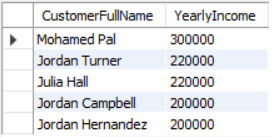 CustomerFullName YearlyIncome
Mohamed Pal 300000
Jordan Turner 220000
Julia Hall 220000
Jordan Campbell 200000
Jordan Hernandez 200000